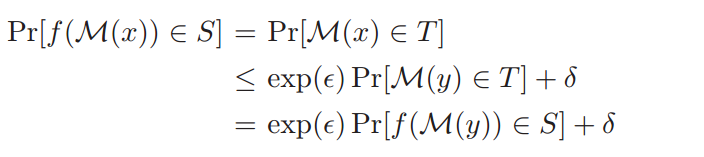 Pr[f(ℳ(x)) ∈ S] = Pr[ℳ(x) ∈ T]
≤ exp(ϵ) Pr[ℳ(y) ∈ T] + δ
= exp(ϵ) Pr[f(ℳ(y)) ∈ S] + δ